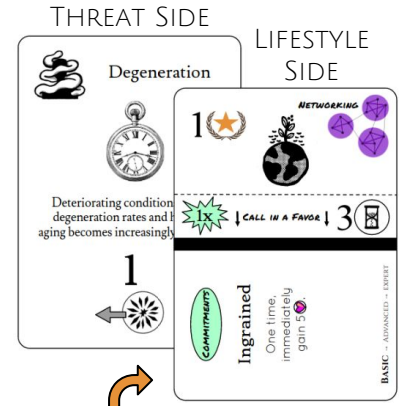 THREAT SIDE
LIFESTYLE
SIDE
Degeneration
Deteriorating condition
degeneration rates and
aging becomes increasingly
1
NETWORKING
1
1x
CALL IN A FAVOR
3
COMMITMENTS
Ingrained
One time,
immediately
gain 5
BASIC → ADVANCED → EXPERT